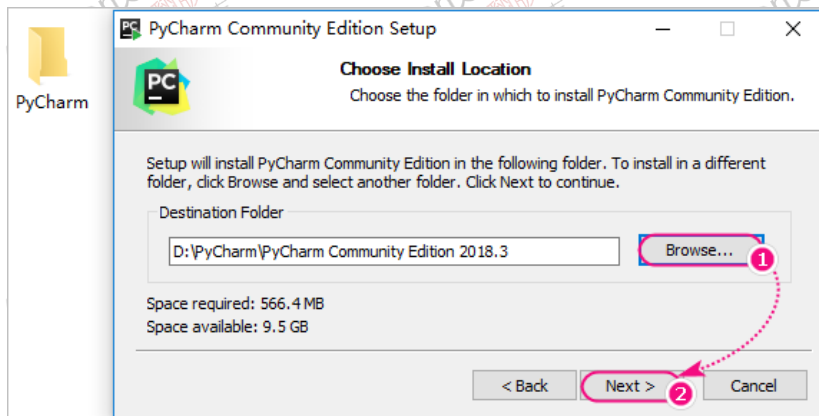 PyCharm Community Edition Setup
PyCharm
PC
Choose Install Location
Choose the folder in which to install PyCharm Community Edition.
Setup will install PyCharm Community Edition in the following folder. To install in a different
folder, click Browse and select another folder. Click Next to continue.
Destination Folder
D:\PyCharm\PyCharm Community Edition 2018.3
Browse...
1
Space required: 566.4 MB
Space available: 9.5 GB
< Back
Next >
2
Cancel